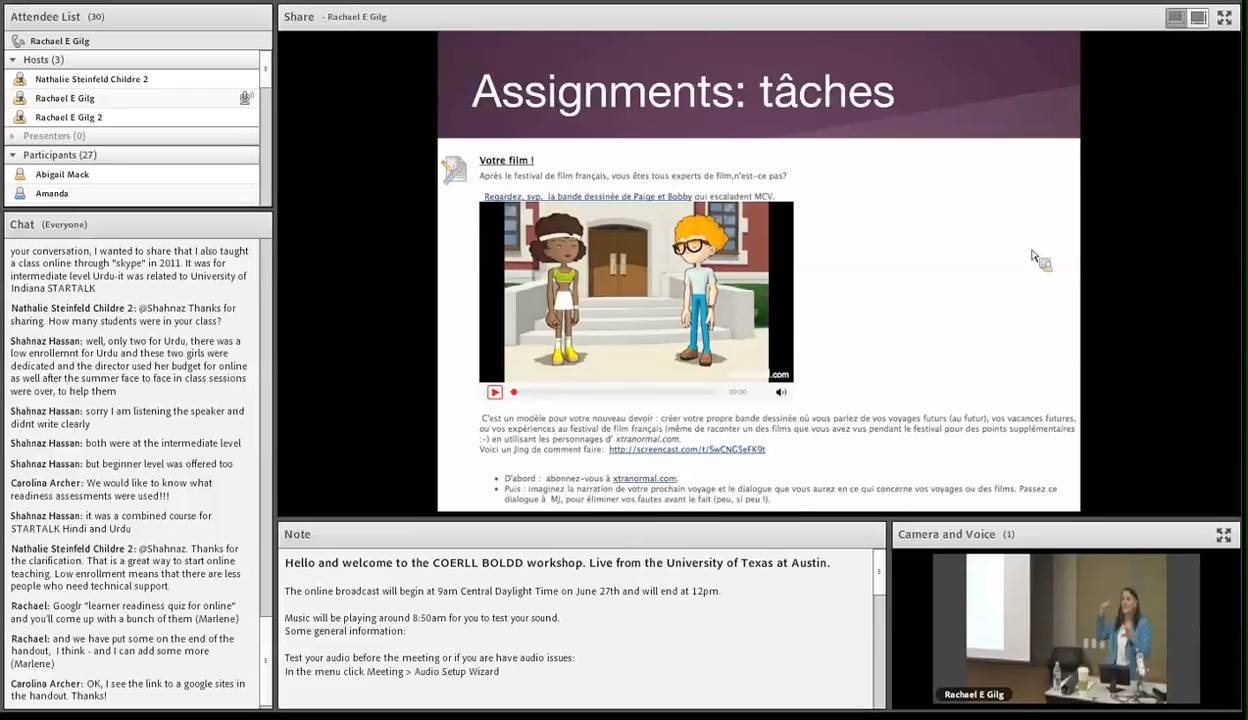 Attendee List (30)
Rachael E Gilg
Hosts (3)
Nathalie Steinfeld Childre 2
Rachael E Gilg
Rachael E Gilg 2
Presenters (0)
Participants (27)
Abigail Mack
Amanda
Chat (Everyone)
your conversation, I wanted to share that I also taught
a class online through "skype" in 2011. It was for
intermediate level Urdu-it was related to University of
Indiana STARTALK
Nathalie Steinfeld Childre 2: @Shahnaz Thanks for
sharing. How many students were in your class?
Shahnaz Hassan: well, only two for Urdu, there was a
low enrollemnt for Urdu and these two girls were
dedicated and the director used her budget for online
as well after the summer face to face in class sessions
were over, to help them
Shahnaz Hassan: sorry I am listening the speaker and
didnt write clearly
Shahnaz Hassan: both were at the intermediate level
Shahnaz Hassan: but beginner level was offered too
Carolina Archer: We would like to know what
readiness assessments were used!!!
Shahnaz Hassan: it was a combined course for
STARTALK Hindi and Urdu
Nathalie Steinfeld Childre 2: @Shahnaz. Thanks for
the clarification. That is a great way to start online
teaching. Low enrollment means that there are less
people who need technical support.
Rachael: Googlr "learner readiness quiz for online"
and you'll come up with a bunch of them (Marlene)
Rachael: and we have put some on the end of the
handout, I think - and I can add some more
(Marlene)
Carolina Archer: OK, I see the link to a google sites in
the handout. Thanks!
Share - Rachael E Gilg
Assignments: tâches
Votre film !
Après le festival de film français, vous êtes tous experts de film,n'est-ce pas?
Regardez, svp, la bande dessinée de Paige et Bobby qui escaladent MCV.
.com
00:00
C'est un modèle pour votre nouveau devoir : créer votre propre bande dessinée où vous parlez de vos voyages futurs (au futur), vos vacances futures,
ou vos expériences au festival de film français (même de raconter un des films que vous avez vus pendant le festival pour des points supplémentaires
:-) en utilisant les personnages d' xtranormal.com.
Voici un Jing de comment faire: http://screencast.com/t/SwCNG5eFK9t
• D'abord : abonnez-vous à xtranormal.com.
• Puis : imaginez la narration de votre prochain voyage et le dialogue que vous aurez en ce qui concerne vos voyages ou des films. Passez ce
dialogue à MJ, pour éliminer vos fautes avant le fait (peu, si peu !).
Note
Hello and welcome to the COERLL BOLDD workshop. Live from the University of Texas at Austin.
The online broadcast will begin at 9am Central Daylight Time on June 27th and will end at 12pm.
Music will be playing around 8:50am for you to test your sound.
Some general information:
Test your audio before the meeting or if you are have audio issues:
In the menu click Meeting > Audio Setup Wizard
Camera and Voice (1)
Rachael E Gilg